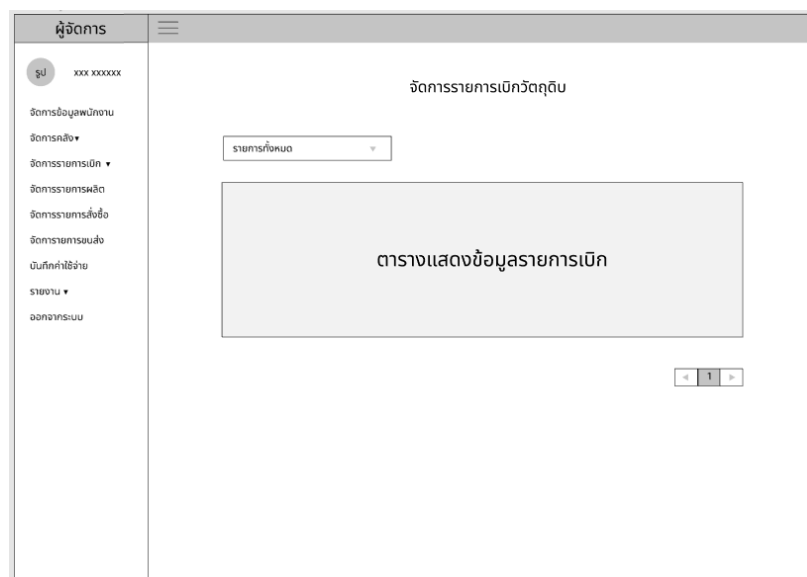 ผู้จัดการ
รูป xxx xxxxxx
จัดการข้อมูลพนักงาน
จัดการคลัง▾
จัดการรายการเบิก ▾
จัดการรายการผลิต
จัดการรายการสั่งซื้อ
จัดการายการขนส่ง
บันทึกค่าใช้จ่าย
รายงาน ▾
ออกจากระบบ
จัดการรายการเบิกวัตถุดิบ
รายการทั้งหมด
ตารางแสดงข้อมูลรายการเบิก
1